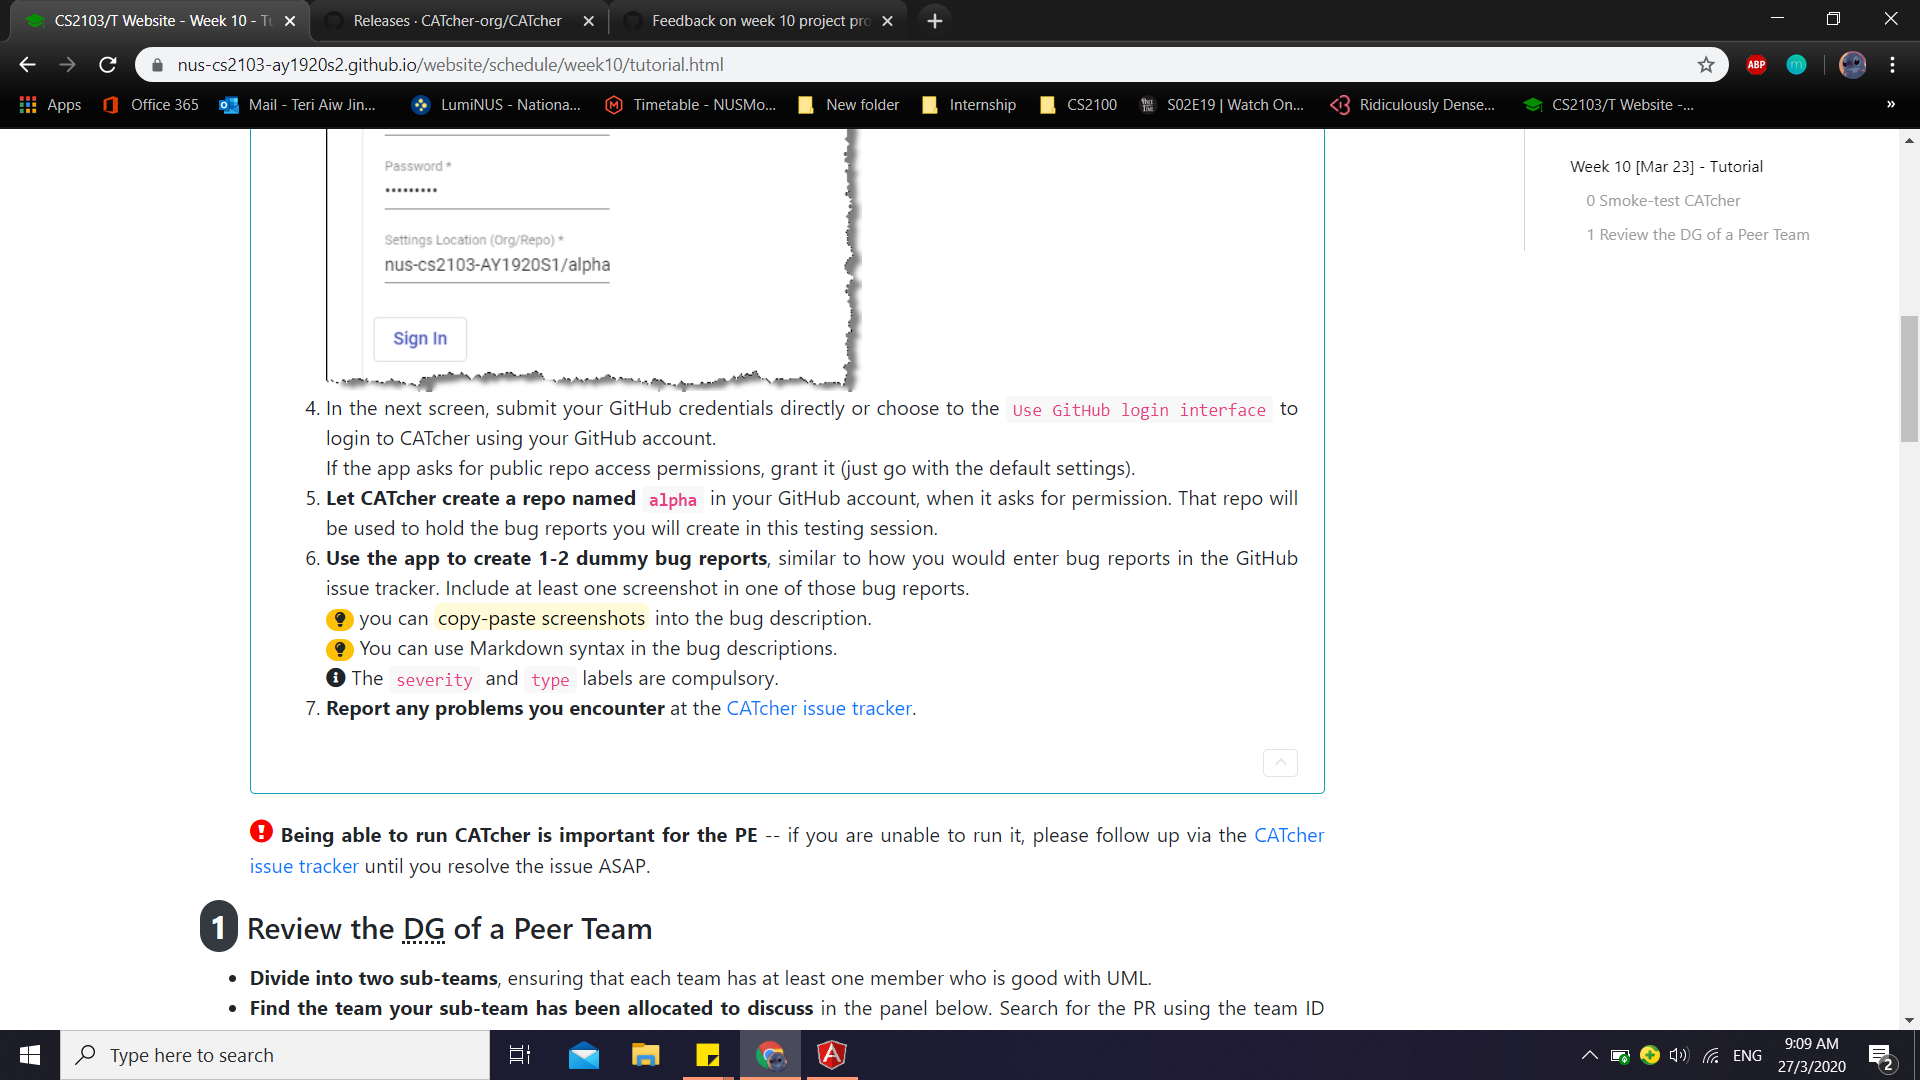 CS2103/T Website - Week 10 - Tu
Releases · CATcher-org/CATcher
Feedback on week 10 project pro
nus-cs2103-ay1920s2.github.io/website/schedule/week10/tutorial.html
ABP
m
Apps
Office 365
Mail - Teri Aiw Jin...
LumiNUS - Nationa...
Timetable - NUSMo...
New folder
Internship
CS2100
S02E19 | Watch On...
Ridiculously Dense...
CS2103/T Website -...
»
Password *
Settings Location (Org/Repo) *
nus-cs2103-AY1920S1/alpha
Sign In
4. In the next screen, submit your GitHub credentials directly or choose to the Use GitHub login interface to
login to CATcher using your GitHub account.
If the app asks for public repo access permissions, grant it (just go with the default settings).
5. Let CATcher create a repo named alpha in your GitHub account, when it asks for permission. That repo will
be used to hold the bug reports you will create in this testing session.
6. Use the app to create 1-2 dummy bug reports, similar to how you would enter bug reports in the GitHub
issue tracker. Include at least one screenshot in one of those bug reports.
you can copy-paste screenshots into the bug description.
You can use Markdown syntax in the bug descriptions.
The severity and type labels are compulsory.
7. Report any problems you encounter at the CATcher issue tracker.
Being able to run CATcher is important for the PE -- if you are unable to run it, please follow up via the CATcher
issue tracker until you resolve the issue ASAP.
1 Review the DG of a Peer Team
• Divide into two sub-teams, ensuring that each team has at least one member who is good with UML.
• Find the team your sub-team has been allocated to discuss in the panel below. Search for the PR using the team ID
Week 10 [Mar 23] - Tutorial
0 Smoke-test CATcher
1 Review the DG of a Peer Team
Type here to search
ENG
9:09 AM
27/3/2020
2